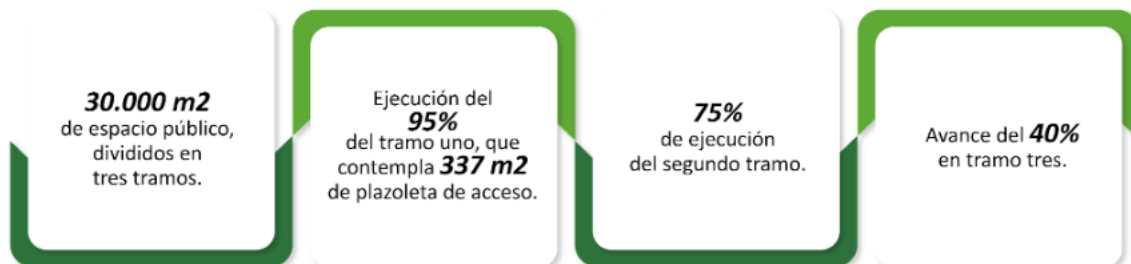 30.000 m2
de espacio público,
divididos en
tres tramos.
Ejecución del
95%
del tramo uno, que
contempla 337 m2
de plazoleta de acceso.
75%
de ejecución
del segundo tramo.
Avance del 40%
en tramo tres.